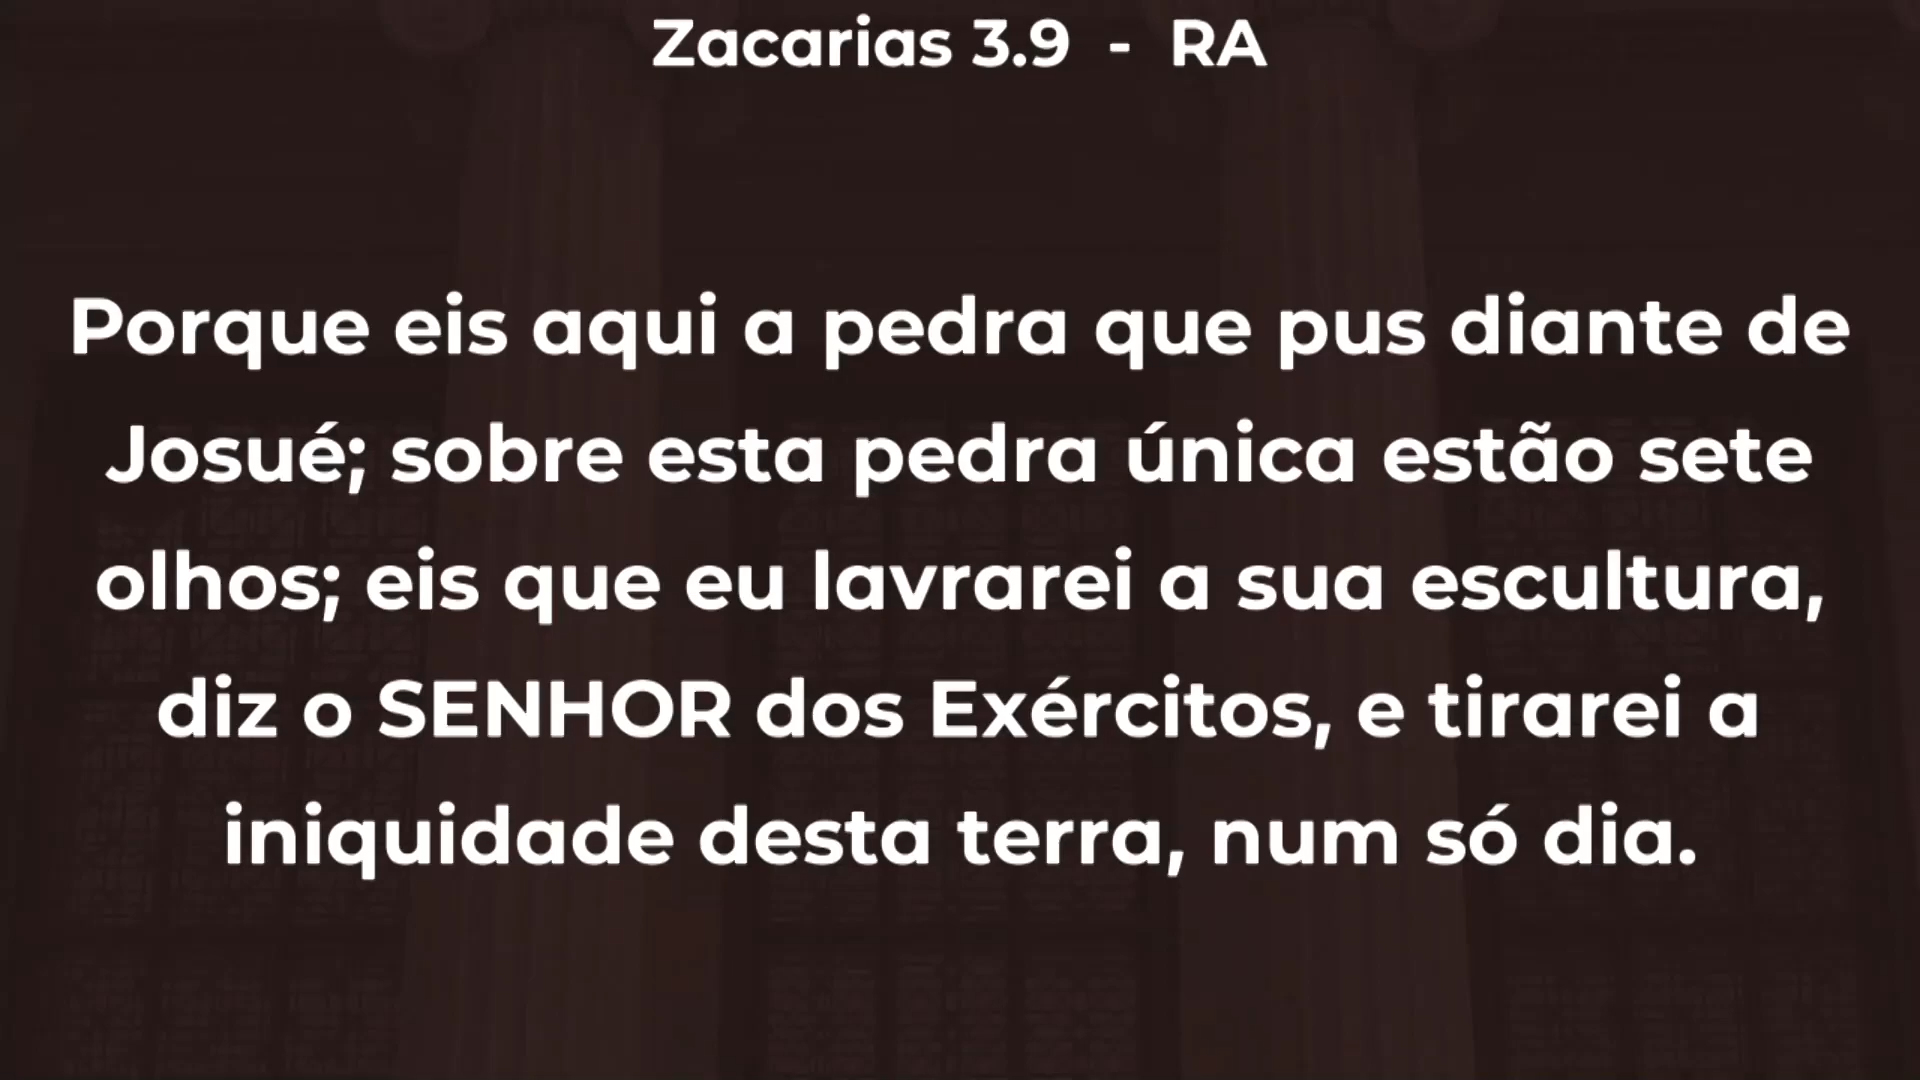 Zacarias 3.9 - RA
Porque eis aqui a pedra que pus diante de
Josué; sobre esta pedra única estão sete
olhos; eis que eu lavrarei a sua escultura,
diz o SENHOR dos Exércitos, e tirarei a
iniquidade desta terra, num só dia.